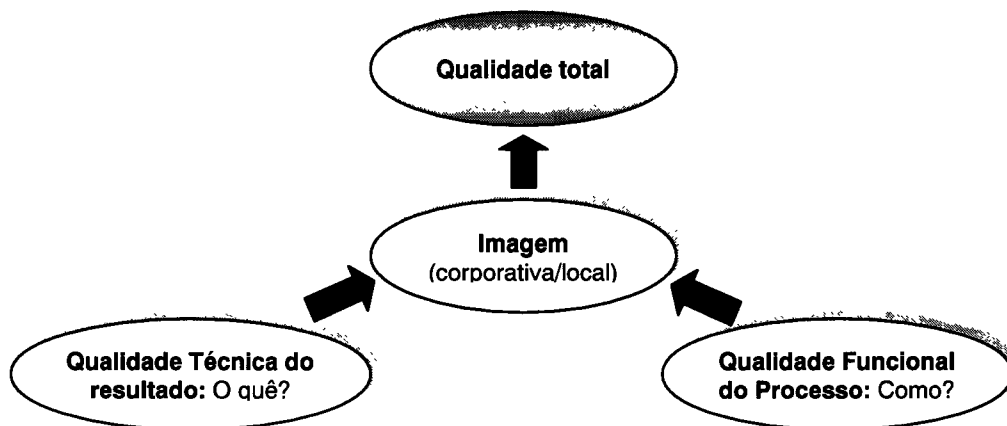 Qualidade total
Imagem
(corporativa/local)
Qualidade Técnica do
resultado: O quê?
Qualidade Funcional
do Processo: Como?